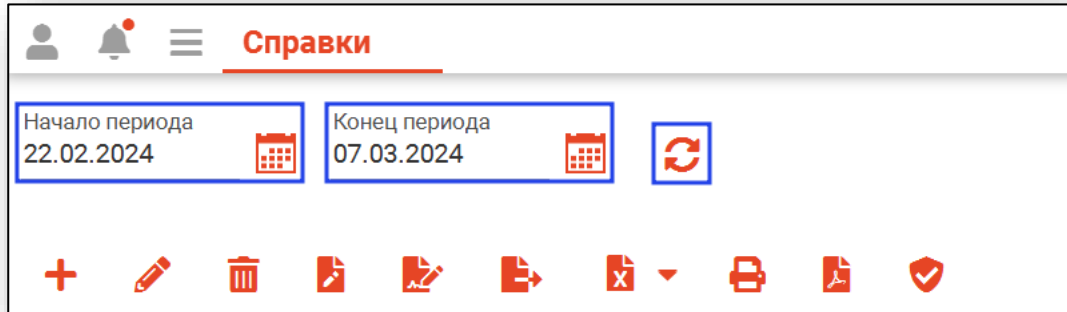 Справки
Начало периода
22.02.2024
Конец периода
07.03.2024